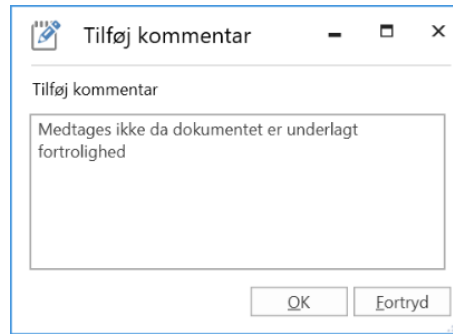 Tilføj kommentar
Tilføj kommentar
Medtages ikke da dokumentet er underlagt
fortrolighed
OK
Fortryd